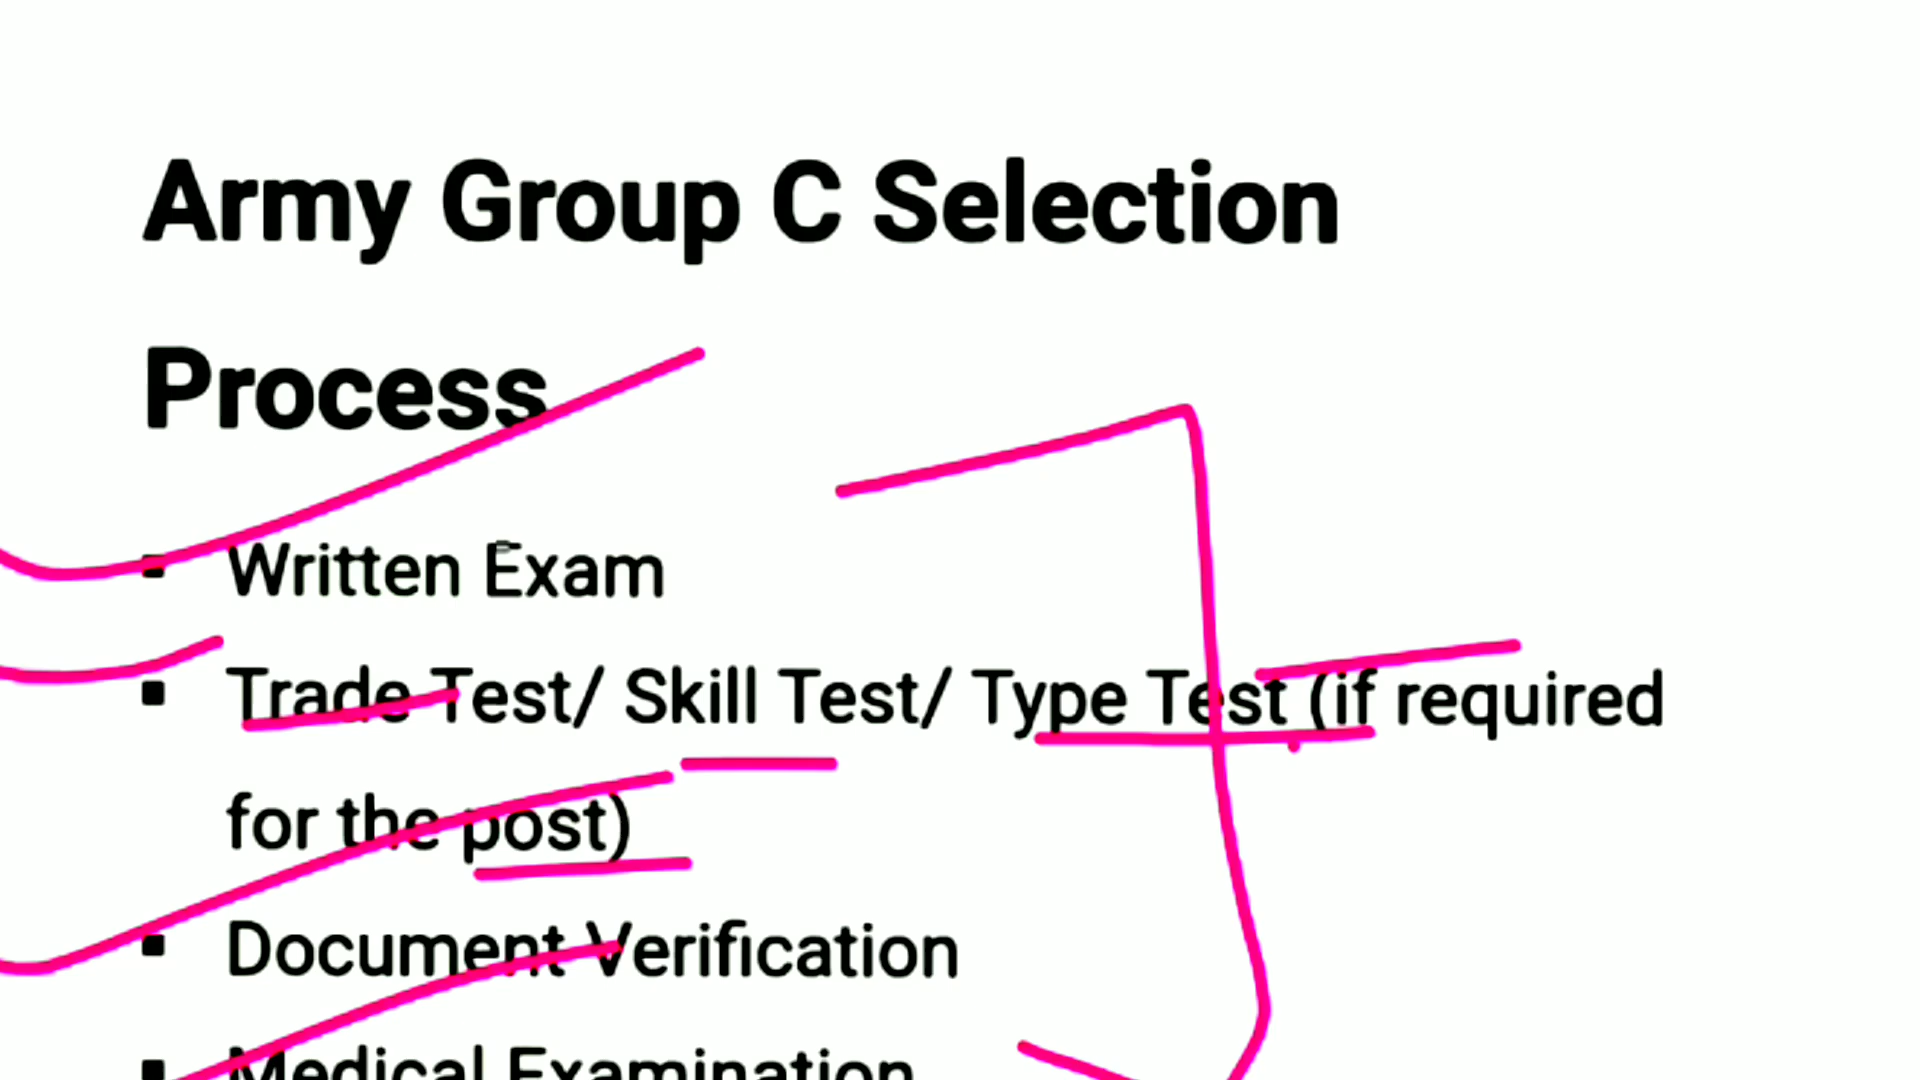 Army Group C Selection
Process
▪ Written Exam
▪ Trade Test/ Skill Test/ Type Test (if required
for the post)
▪ Document Verification
▪ Medical Examination